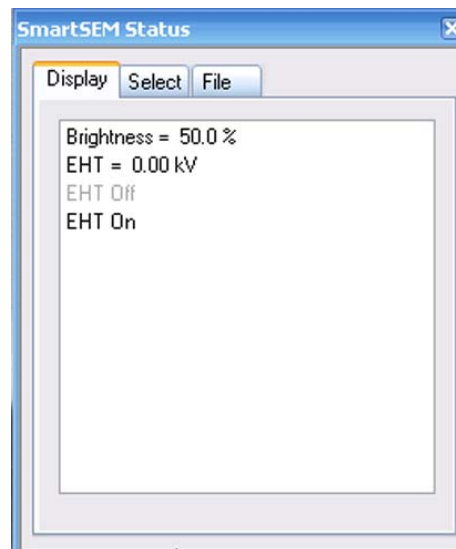 SmartSEM Status
Display Select File
Brightness = 50.0 %
EHT = 0.00 kV
EHT Off
EHT On